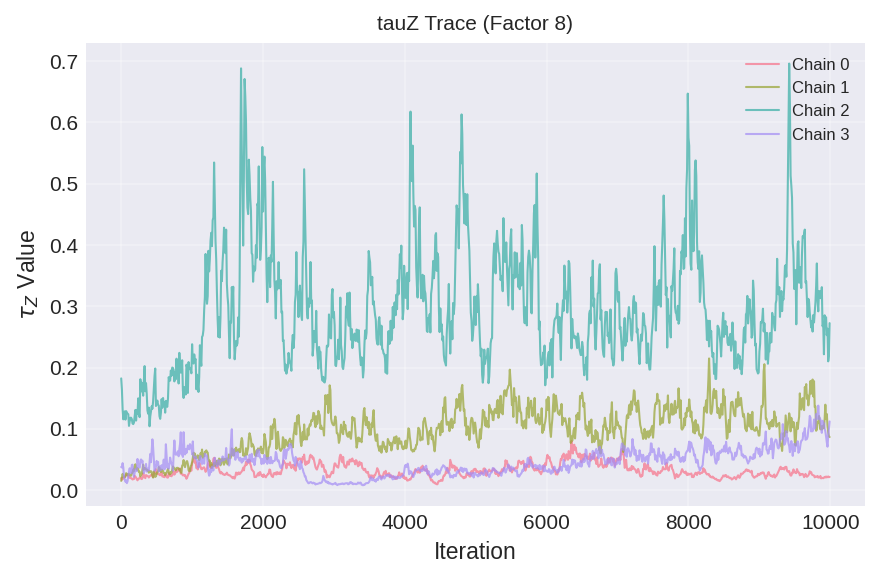 tauZ Trace (Factor 8)
Chain 0
Chain 1
Chain 2
Chain 3
0.7
0.6
0.5
0.4
0.3
0.2
0.1
0.0
τZ Value
0
2000
4000
6000
8000
10000
Iteration